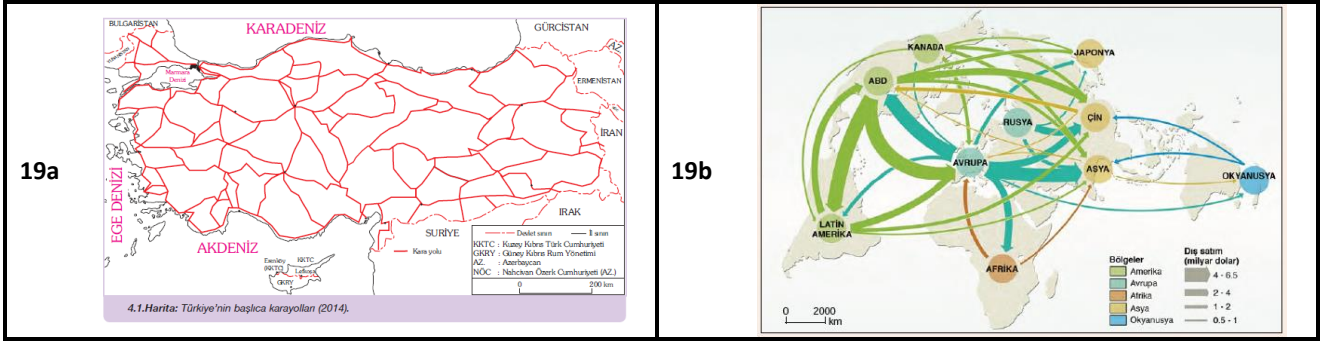 19a
BULGARİSTAN
KARADENİZ
GÜRCİSTAN
AZ.
Marmara
Denizi
ERMENİSTAN
İRAN
EGE DENİZİ
AKDENİZ
IRAK
SURİYE
Kara yolu
Devlet sınırı
İl sınırı
KKTC : Kuzey Kıbrıs Türk Cumhuriyeti
GKRY : Güney Kıbrıs Rum Yönetimi
AZ. : Azerbaycan
NÖC : Nahcivan Özerk Cumhuriyeti (AZ.)
0 200 km
Erenköy
(KKTC)
KKTC
Lefkoşa
GKRY
4.1.Harita: Türkiye'nin başlıca karayolları (2014).
19b
KANADA
JAPONYA
ABD
ÇİN
RUSYA
AVRUPA
ASYA
OKYANUSYA
LATİN
AMERİKA
AFRİKA
0 2000
km
Bölgeler
Amerika
Avrupa
Afrika
Asya
Okyanusya
Dış satım
(milyar dolar)
4 - 6.5
2 - 4
1 - 2
0.5 - 1